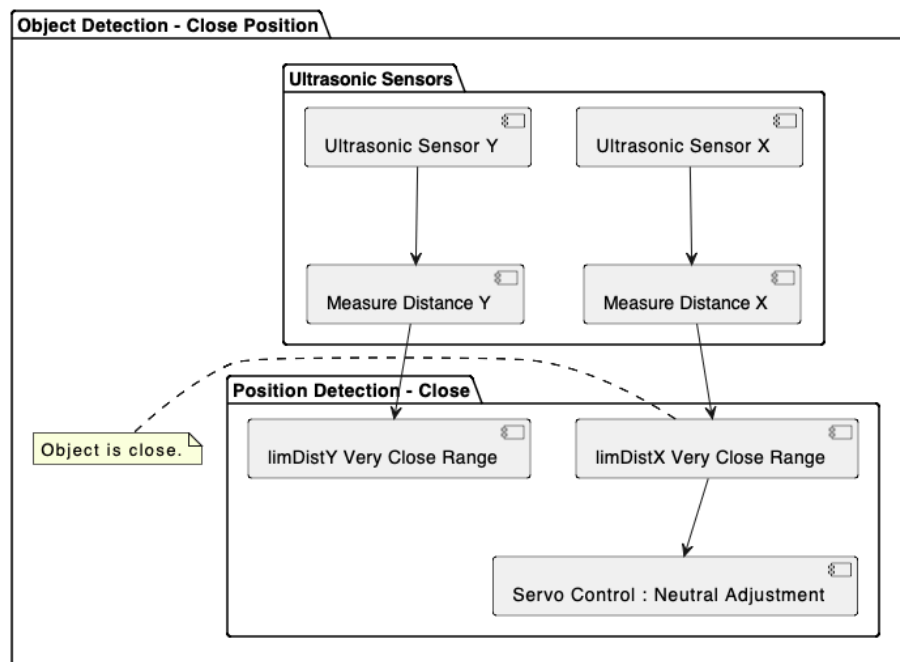 Object Detection - Close Position
Ultrasonic Sensors
Ultrasonic Sensor Y
Ultrasonic Sensor X
Measure Distance Y
Measure Distance X
Position Detection - Close
Object is close.
limDistY Very Close Range
limDistX Very Close Range
Servo Control : Neutral Adjustment